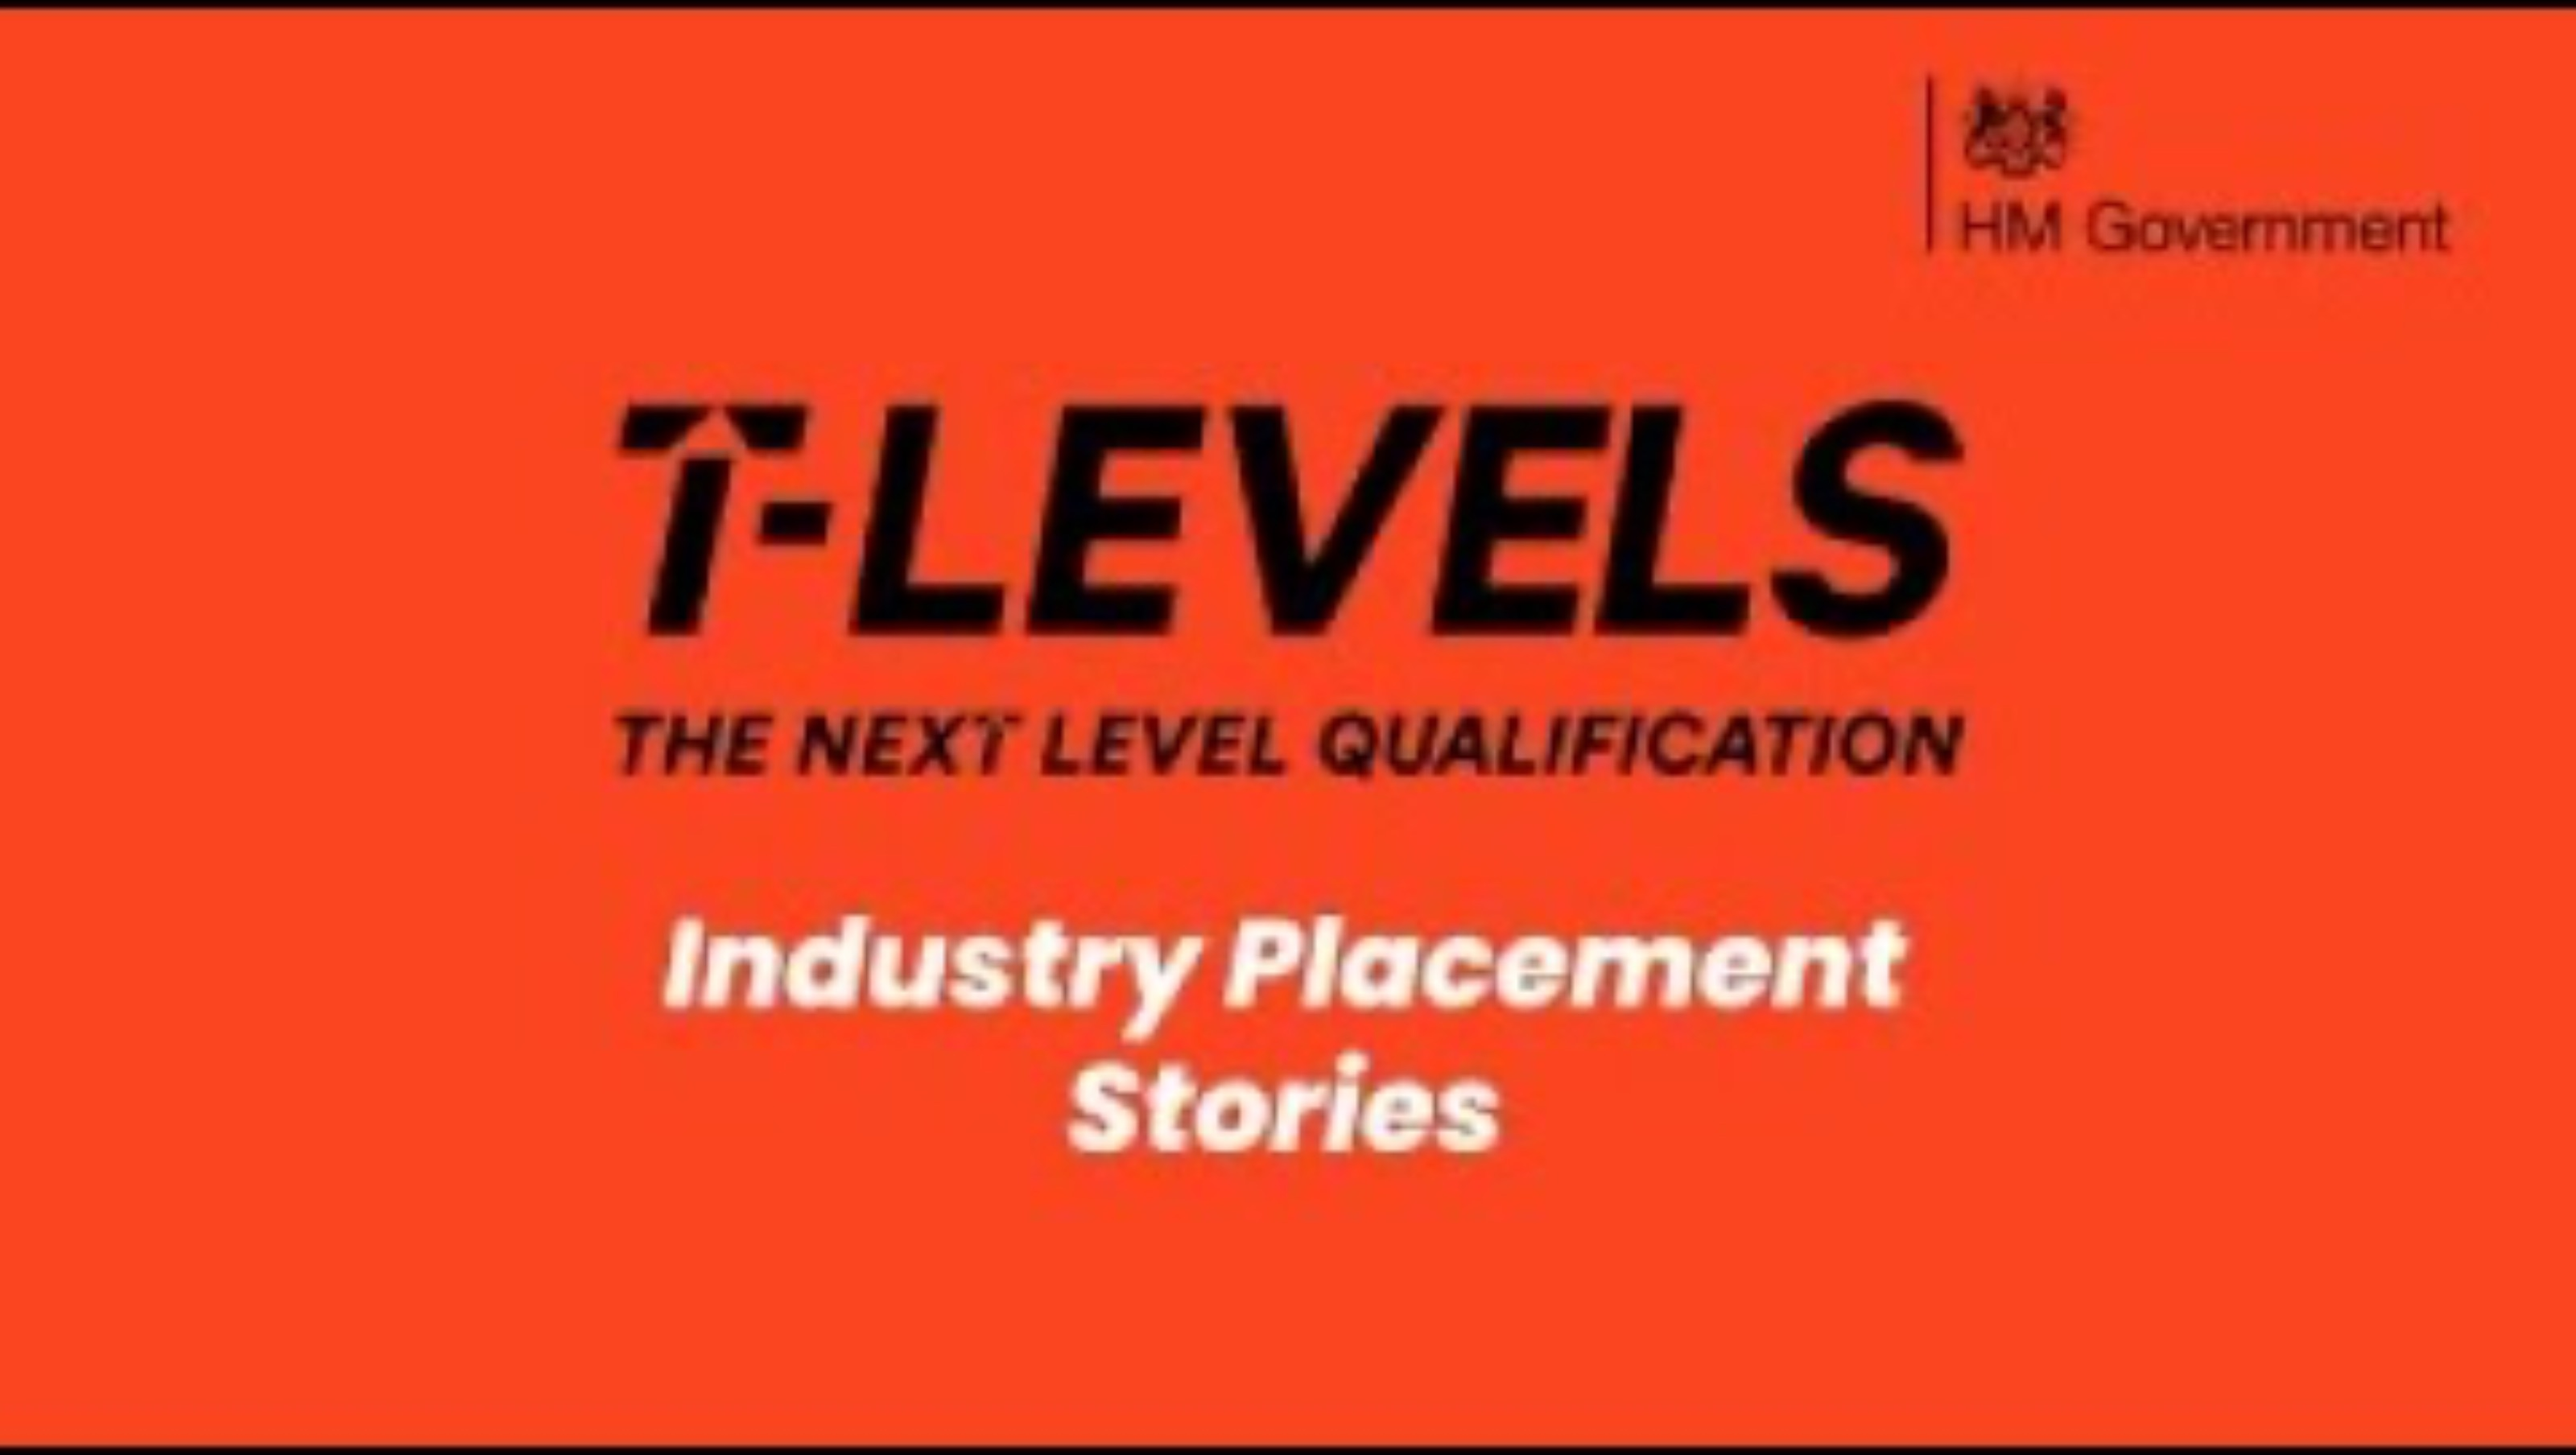 HM Government
T-LEVELS
THE NEXT LEVEL QUALIFICATION
Industry Placement
Stories